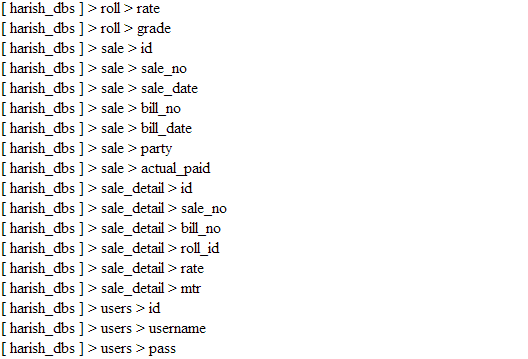 [ harish_dbs ] > roll > rate
[ harish_dbs ] > roll > grade
[ harish_dbs ] > sale > id
[ harish_dbs ] > sale > sale_no
[ harish_dbs ] > sale > sale_date
[ harish_dbs ] > sale > bill_no
[ harish_dbs ] > sale > bill_date
[ harish_dbs ] > sale > party
[ harish_dbs ] > sale > actual_paid
[ harish_dbs ] > sale_detail > id
[ harish_dbs ] > sale_detail > sale_no
[ harish_dbs ] > sale_detail > bill_no
[ harish_dbs ] > sale_detail > roll_id
[ harish_dbs ] > sale_detail > rate
[ harish_dbs ] > sale_detail > mtr
[ harish_dbs ] > users > id
[ harish_dbs ] > users > username
[ harish_dbs ] > users > pass